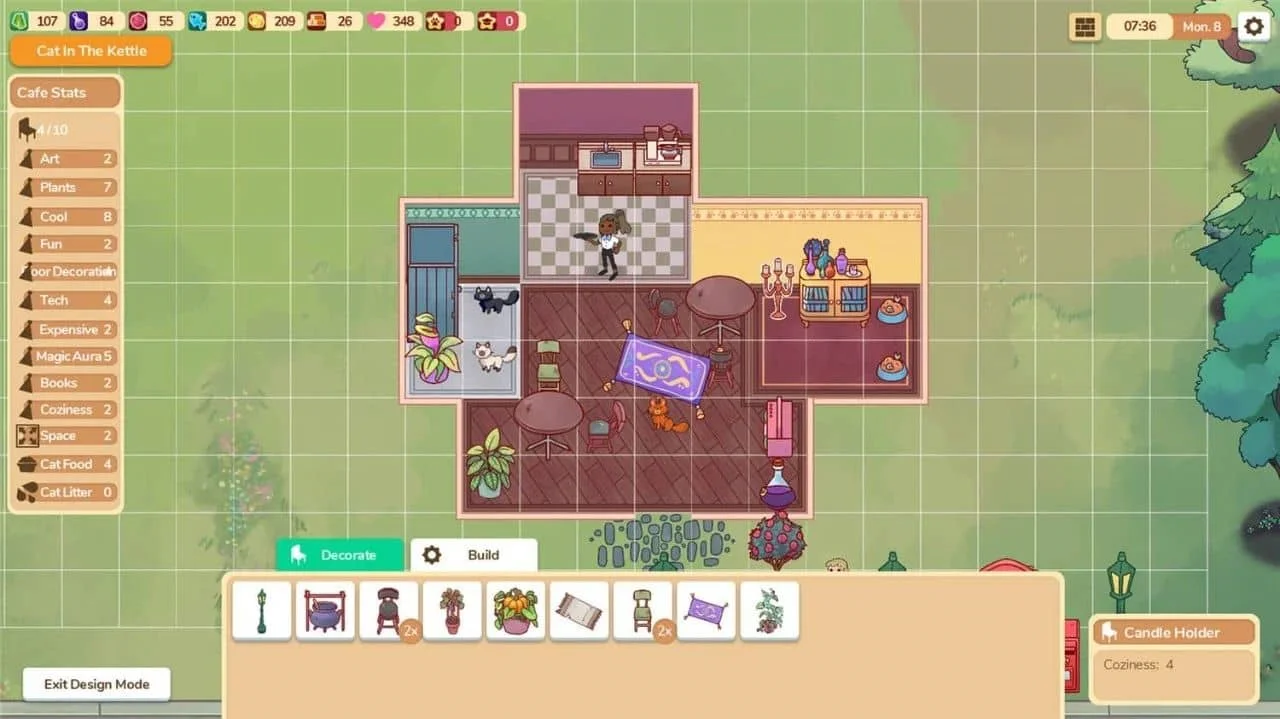 107 84 55 202 209 26 348 0 0
07:36 Mon. 8
Cat In The Kettle
Cafe Stats
4/10
Art 2
Plants 7
Cool 8
Fun 2
oor Decoration
Tech 4
Expensive 2
Magic Aura 5
Books 2
Coziness 2
Space 2
Cat Food 4
Cat Litter 0
Decorate Build
2x 2x
Candle Holder
Coziness: 4
Exit Design Mode